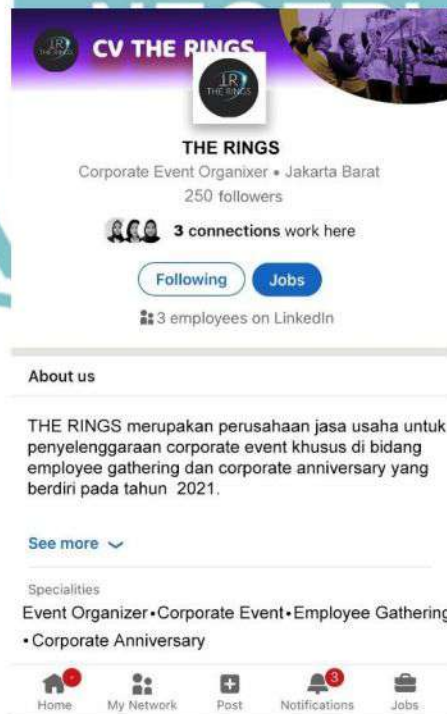 CV THE RINGS
THE RINGS
THE RINGS
Corporate Event Organixer • Jakarta Barat
250 followers
3 connections work here
Following
Jobs
3 employees on LinkedIn
About us
THE RINGS merupakan perusahaan jasa usaha untuk
penyelenggaraan corporate event khusus di bidang
employee gathering dan corporate anniversary yang
berdiri pada tahun 2021.
See more
Specialities
Event Organizer•Corporate Event•Employee Gathering
• Corporate Anniversary
3
Home
My Network
Post
Notifications
Jobs